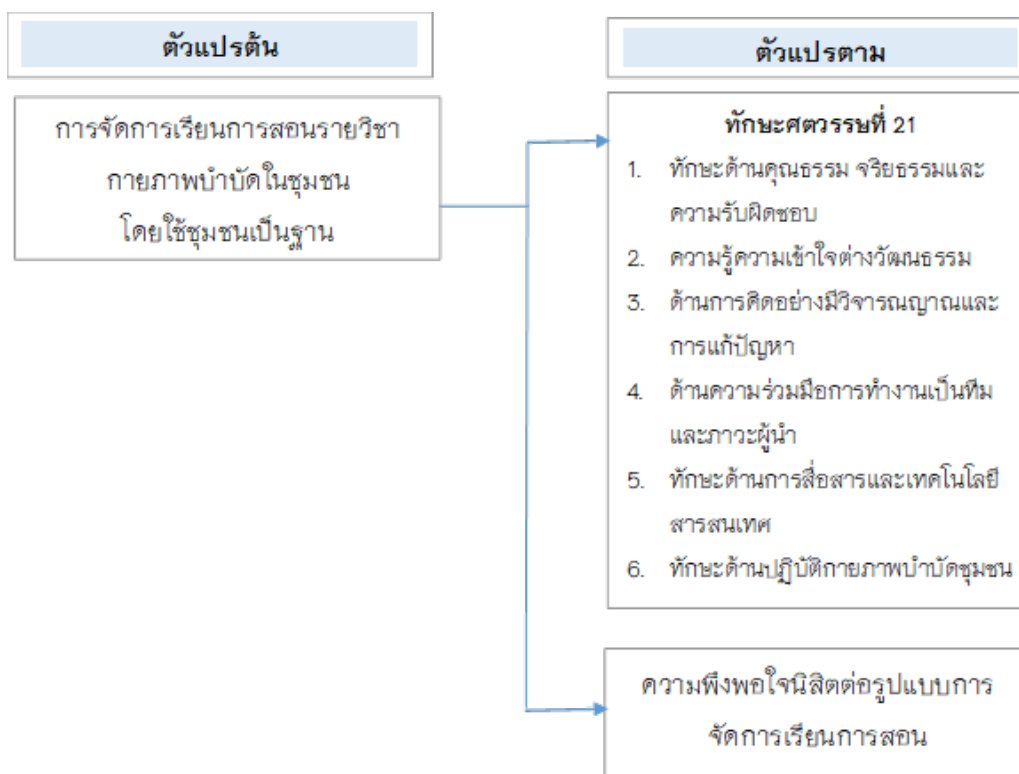 ตัวแปรต้น
การจัดการเรียนการสอนรายวิชา
กายภาพบำบัดในชุมชน
โดยใช้ชุมชนเป็นฐาน
ตัวแปรตาม
ทักษะศตวรรษที่ 21
1. ทักษะด้านคุณธรรม จริยธรรมและ
ความรับผิดชอบ
2. ความรู้ความเข้าใจต่างวัฒนธรรม
3. ด้านการคิดอย่างมีวิจารณญาณและ
การแก้ปัญหา
4. ด้านความร่วมมือการทำงานเป็นทีม
และภาวะผู้นำ
5. ทักษะด้านการสื่อสารและเทคโนโลยี
สารสนเทศ
6. ทักษะด้านปฏิบัติกายภาพบำบัดชุมชน
ความพึงพอใจนิสิตต่อรูปแบบการ
จัดการเรียนการสอน